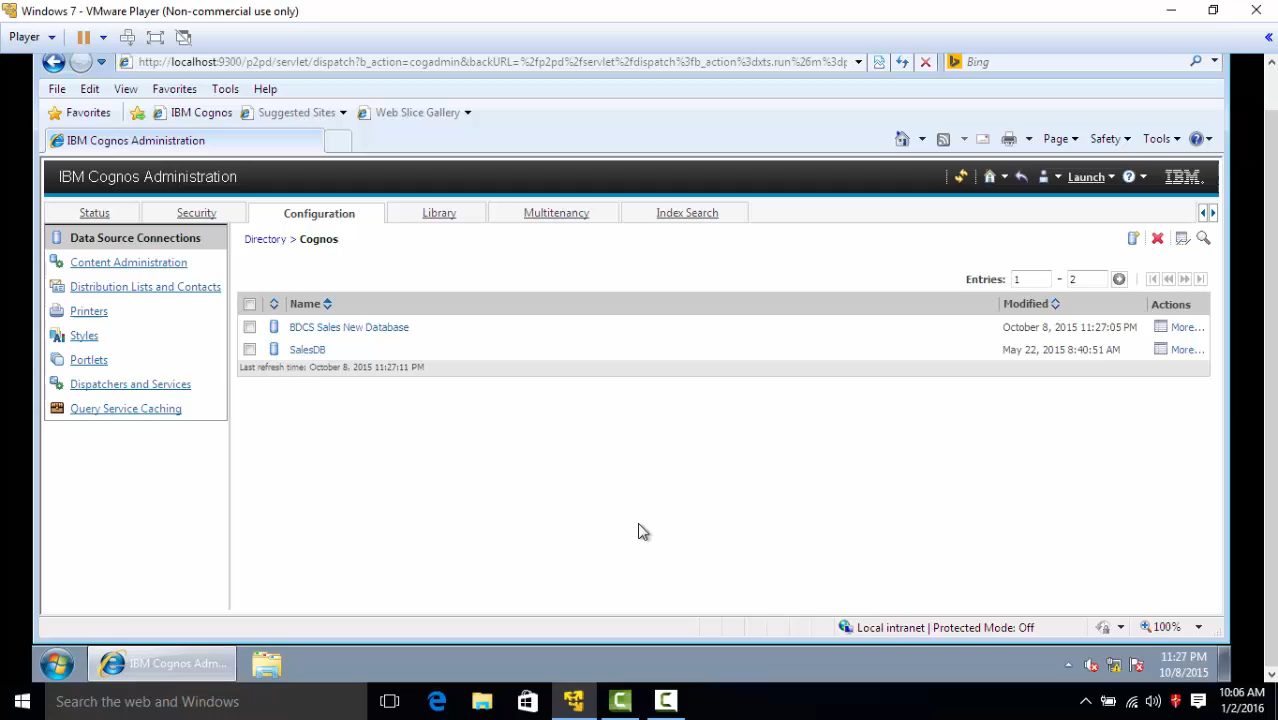 Windows 7 - VMware Player (Non-commercial use only)
Player
http://localhost:9300/p2pd/servlet/dispatch?b_action=cogadmin&backURL=%2fp2pd%2fservlet%2fdispatch%3fb_action%3dxts.run%26m%3dp
Bing
File Edit View Favorites Tools Help
Favorites IBM Cognos Suggested Sites Web Slice Gallery
IBM Cognos Administration Page Safety Tools
IBM Cognos Administration Launch IBM.
Status Security Configuration Library Multitenancy Index Search
Data Source Connections
Content Administration
Distribution Lists and Contacts
Printers
Styles
Portlets
Dispatchers and Services
Query Service Caching
Directory > Cognos
Entries: 1 - 2
Name Modified Actions
BDCS Sales New Database October 8, 2015 11:27:05 PM More...
SalesDB May 22, 2015 8:40:51 AM More...
Last refresh time: October 8, 2015 11:27:11 PM
Local intranet | Protected Mode: Off 100%
IBM Cognos Adm...
11:27 PM
10/8/2015
Search the web and Windows
10:06 AM
1/2/2016